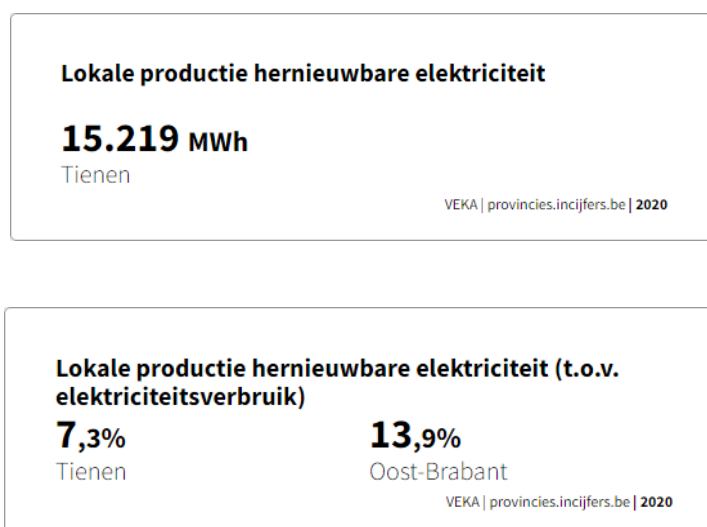 Lokale productie hernieuwbare elektriciteit
15.219 MWh
Tienen
VEKA | provincies.incijfers.be | 2020
Lokale productie hernieuwbare elektriciteit (t.o.v.
elektriciteitsverbruik)
7,3% 13,9%
Tienen Oost-Brabant
VEKA | provincies.incijfers.be | 2020